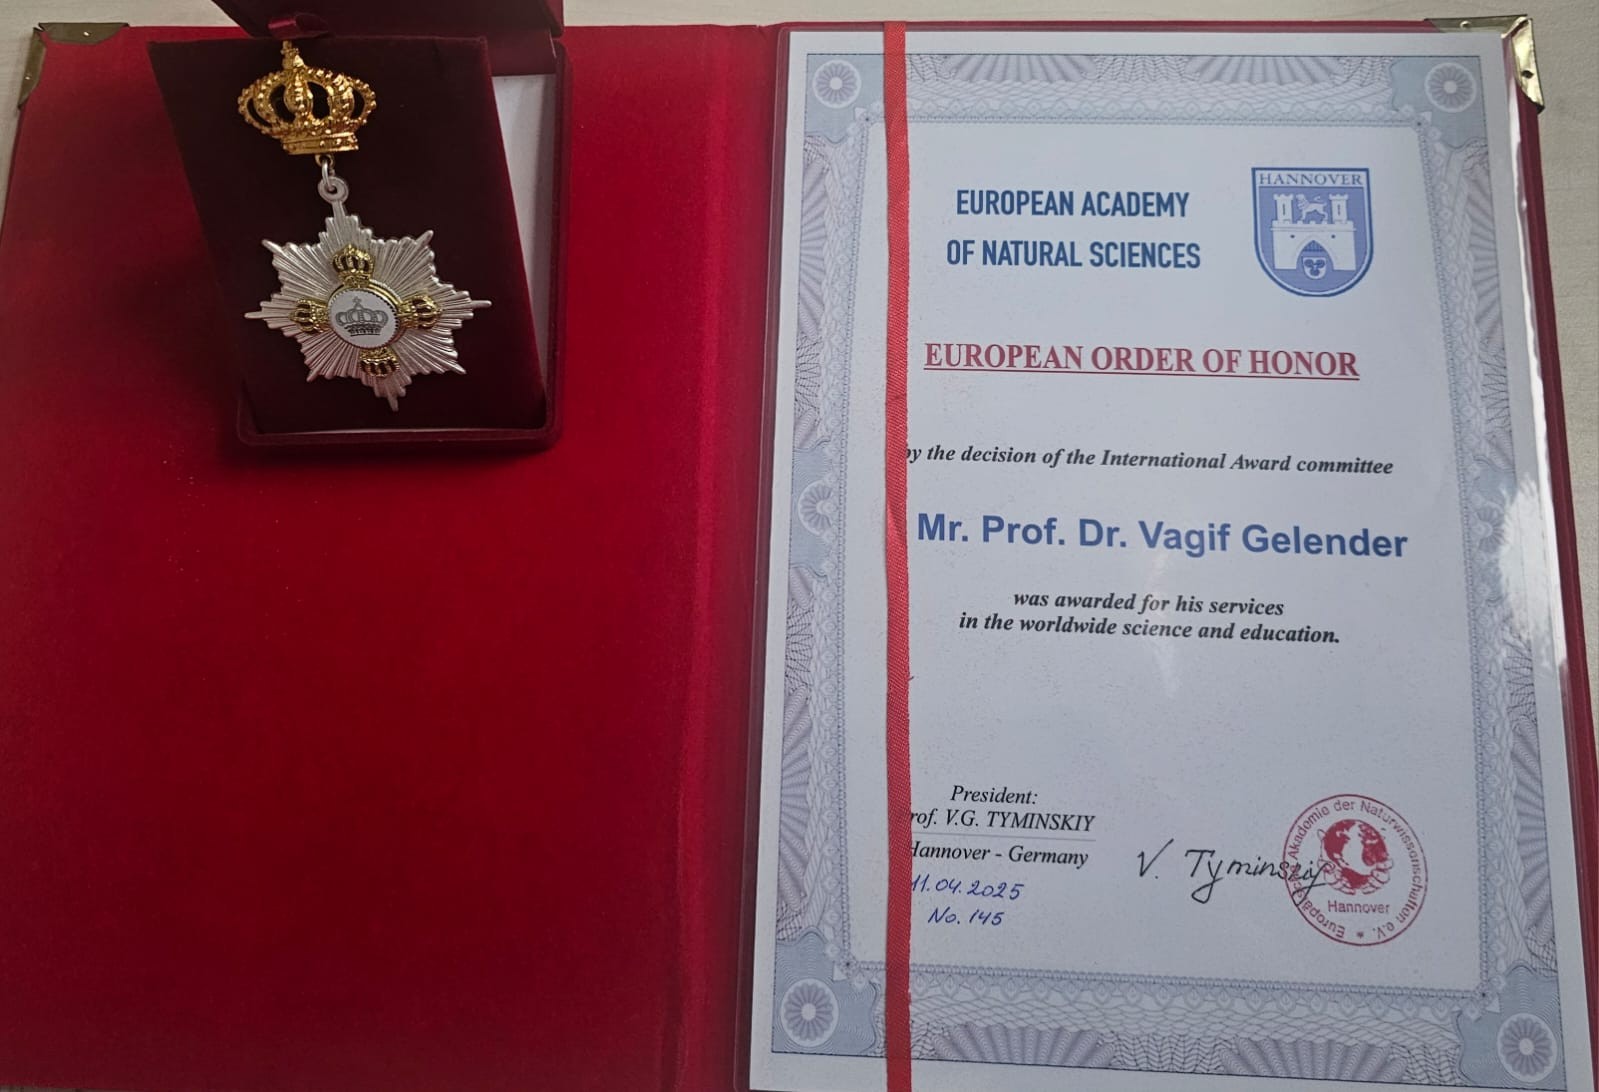 EUROPEAN ACADEMY
OF NATURAL SCIENCES
HANNOVER
EUROPEAN ORDER OF HONOR
by the decision of the International Award committee
Mr. Prof. Dr. Vagif Gelender
was awarded for his services
in the worldwide science and education.
President:
rof. V.G. TYMINSKIY
Hannover - Germany
11.04.2025
No. 145
V. Tyminskiy
Europäische Akademie der Naturwissenschaften e.V.
Hannover